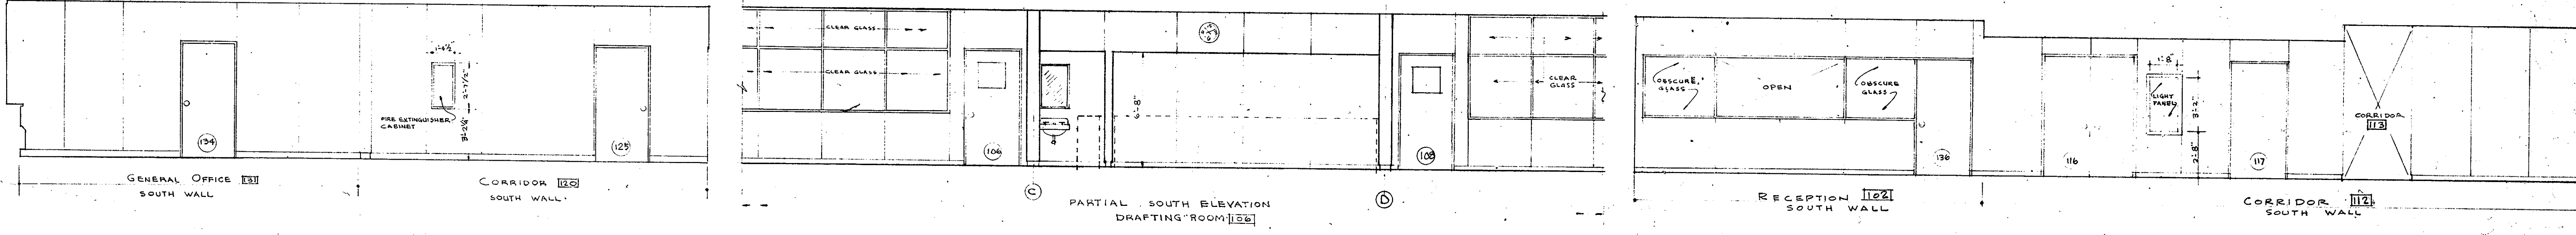 1'-4½"
2'-7½"
FIRE EXTINGUISHER
CABINET
3'-2¼"
134
125
GENERAL OFFICE 131
SOUTH WALL
CORRIDOR 120
SOUTH WALL
CLEAR GLASS
CLEAR GLASS
106
6'-8"
108
CLEAR
GLASS
C
D
PARTIAL SOUTH ELEVATION
DRAFTING ROOM 106
OBSCURE
GLASS
OPEN
OBSCURE
GLASS
136
116
1'-8"
LIGHT
PANEL
3'-2"
2'-8"
117
CORRIDOR
113
RECEPTION 102
SOUTH WALL
CORRIDOR 112
SOUTH WALL